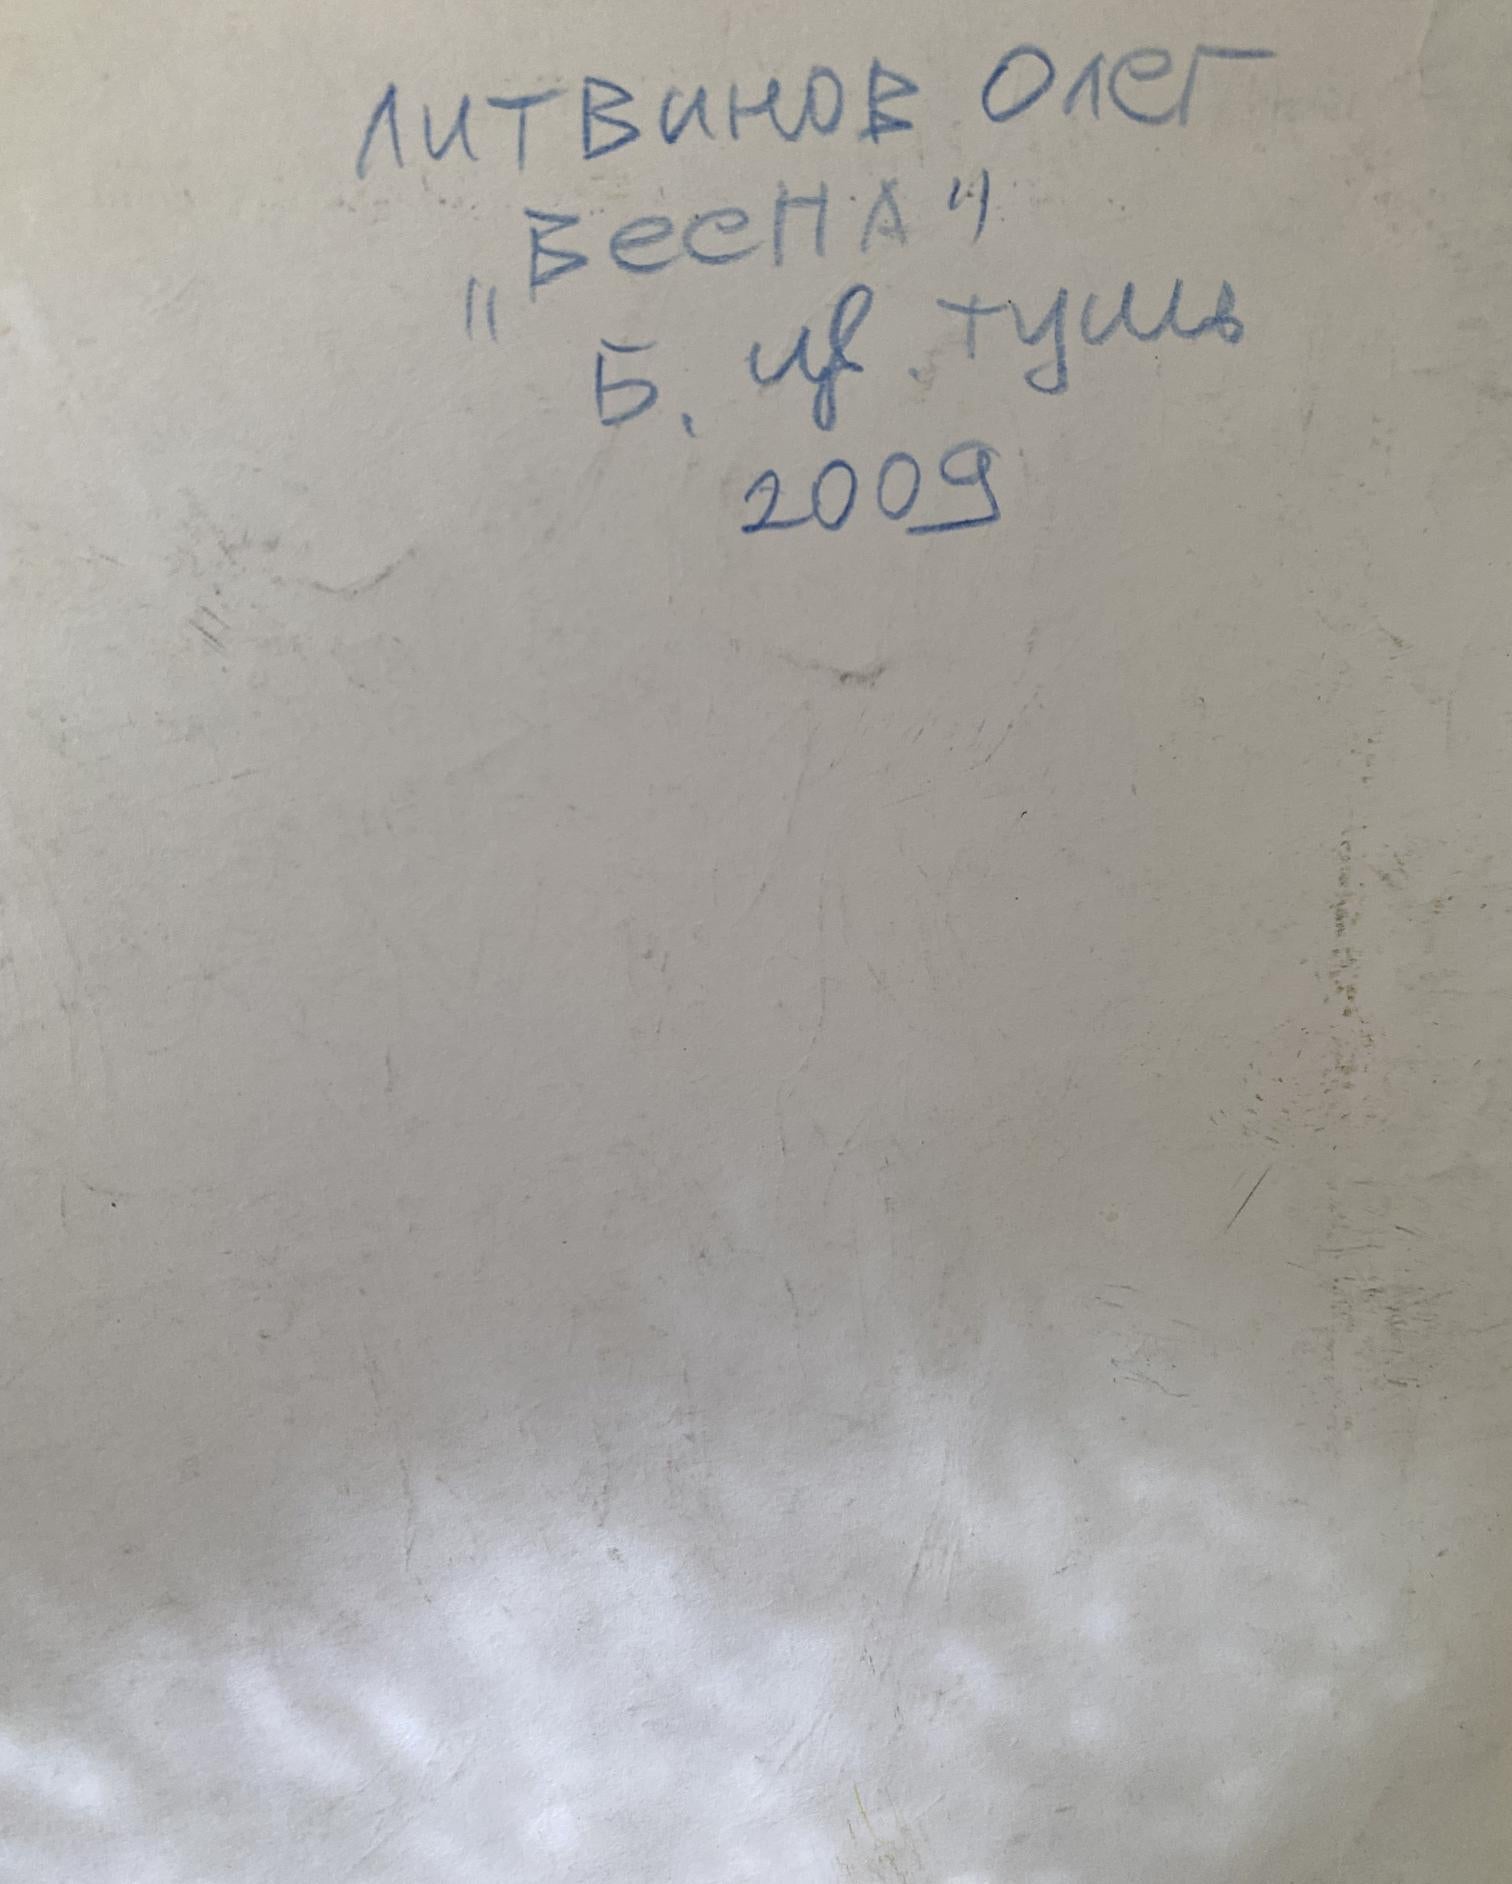 Литвинов Олег
„Весна"
Б. цв. тушь
2009